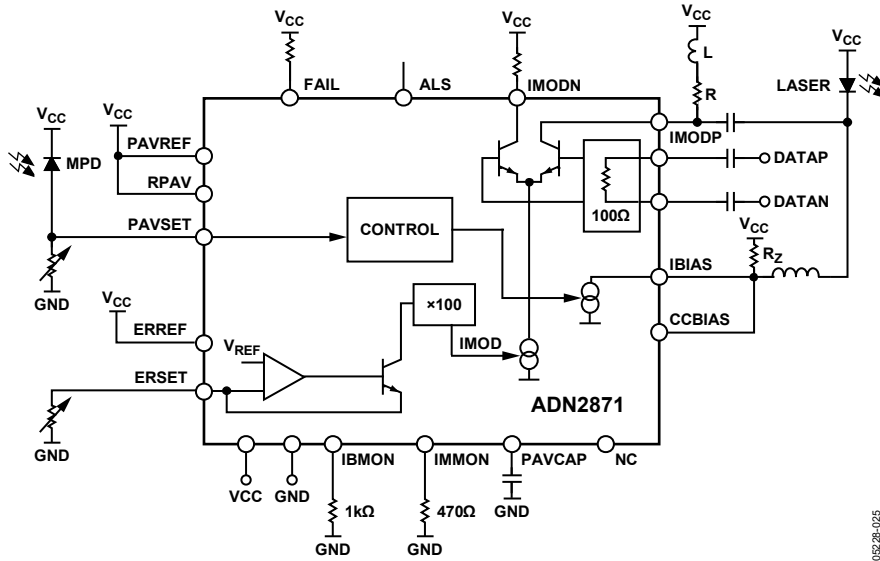 VCC
VCC
VCC
VCC
FAIL
ALS
IMODN
L
R
LASER
VCC
VCC
MPD
PAVREF
RPAV
PAVSET
GND
IMODP
DATAP
DATAN
100Ω
CONTROL
VCC
RZ
IBIAS
CCBIAS
×100
IMOD
VCC
ERREF
VREF
ERSET
GND
ADN2871
VCC
GND
IBMON
1kΩ
GND
IMMON
470Ω
GND
PAVCAP
GND
NC
05228-025